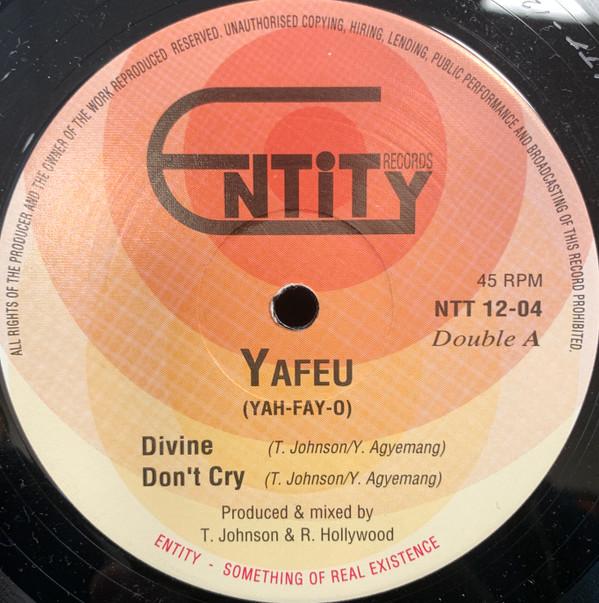 ALL RIGHTS OF THE PRODUCER AND THE OWNER OF THE WORK REPRODUCED RESERVED. UNAUTHORISED COPYING, HIRING, LENDING, PUBLIC PERFORMANCE AND BROADCASTING OF THIS RECORD PROHIBITED.
ENTiTY RECORDS
45 RPM
NTT 12-04
Double A
YAFEU
(YAH-FAY-O)
Divine (T. Johnson/Y. Agyemang)
Don't Cry (T. Johnson/Y. Agyemang)
Produced & mixed by
T. Johnson & R. Hollywood
ENTITY - SOMETHING OF REAL EXISTENCE